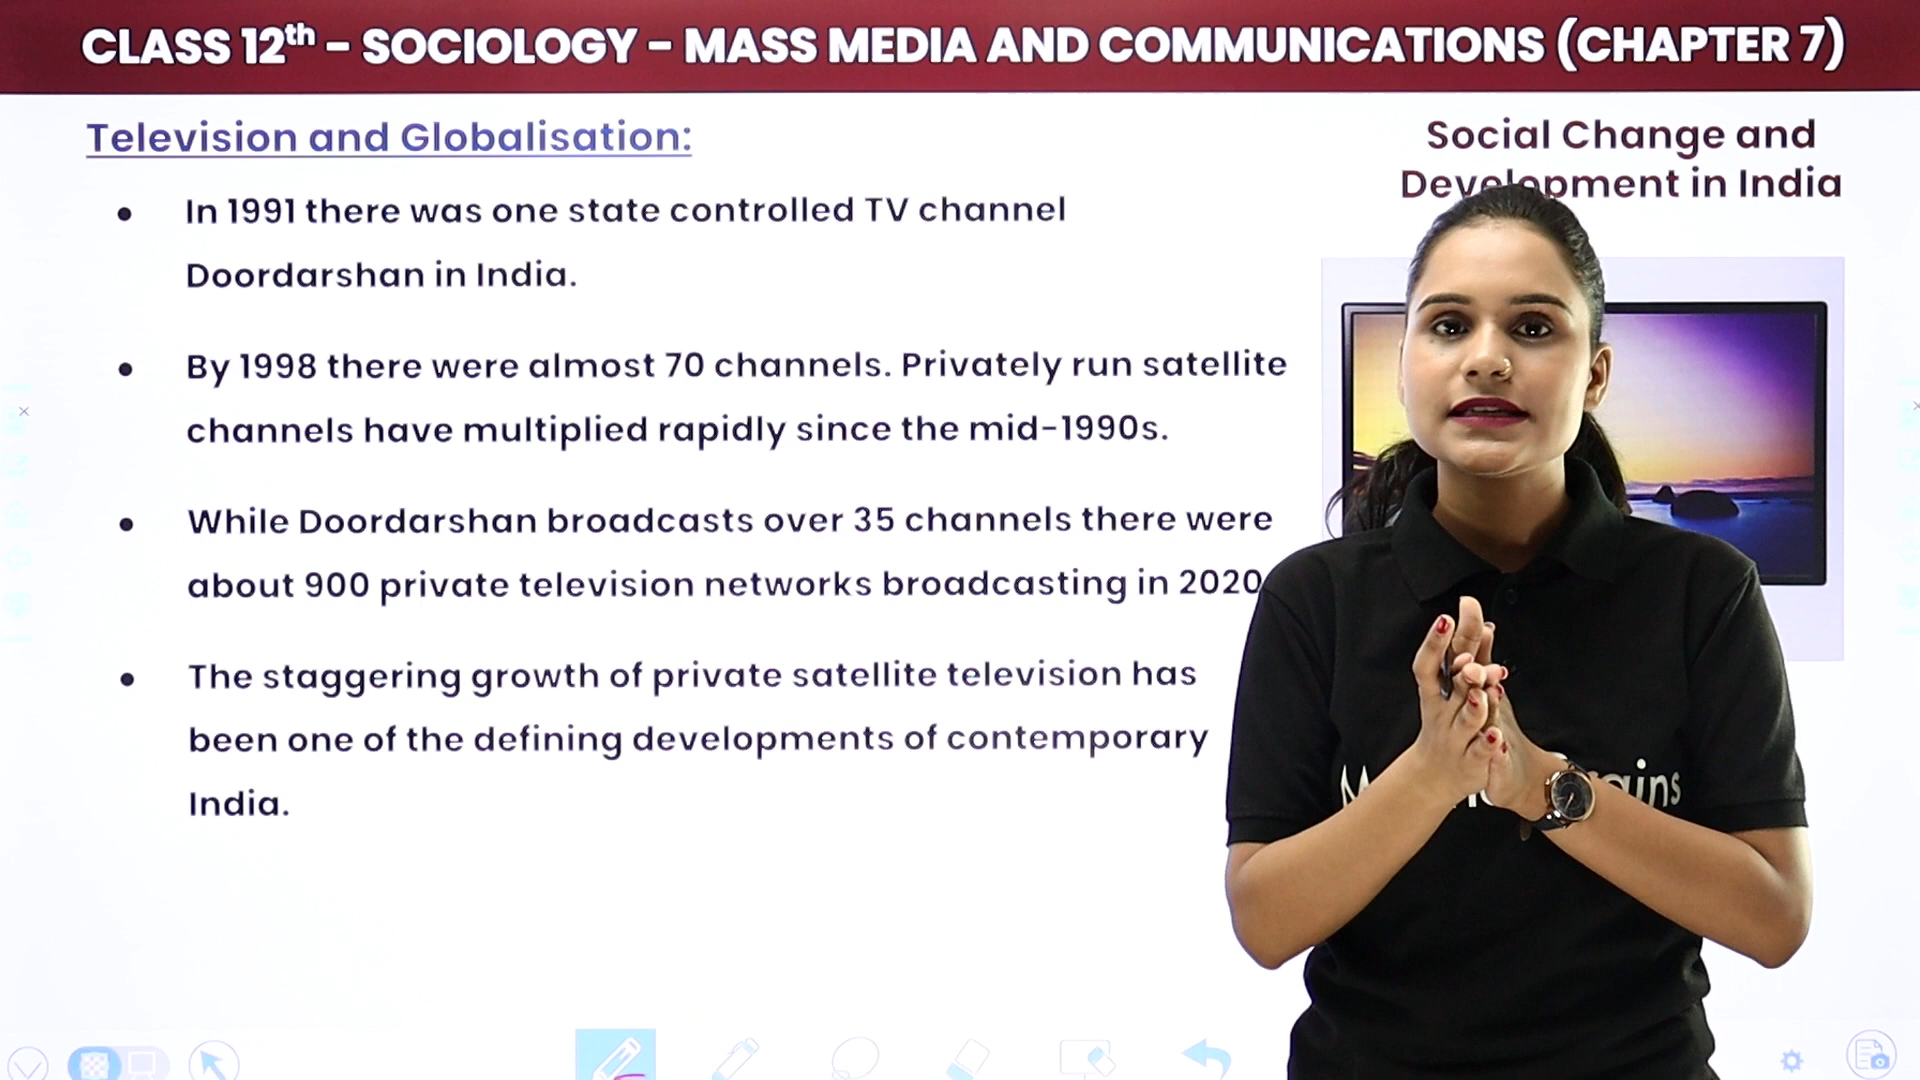 CLASS 12th – SOCIOLOGY – MASS MEDIA AND COMMUNICATIONS (CHAPTER 7)
Television and Globalisation:
Social Change and
Development in India
• In 1991 there was one state controlled TV channel
Doordarshan in India.
• By 1998 there were almost 70 channels. Privately run satellite
channels have multiplied rapidly since the mid-1990s.
• While Doordarshan broadcasts over 35 channels there were
about 900 private television networks broadcasting in 2020
• The staggering growth of private satellite television has
been one of the defining developments of contemporary
India.